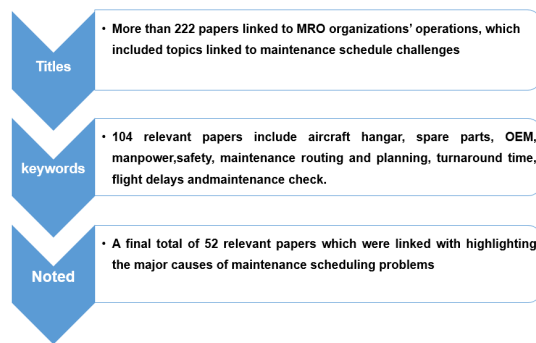 • More than 222 papers linked to MRO organizations’ operations, which
included topics linked to maintenance schedule challenges
Titles
• 104 relevant papers include aircraft hangar, spare parts, OEM,
manpower,safety, maintenance routing and planning, turnaround time,
flight delays andmaintenance check.
keywords
• A final total of 52 relevant papers which were linked with highlighting
the major causes of maintenance scheduling problems
Noted